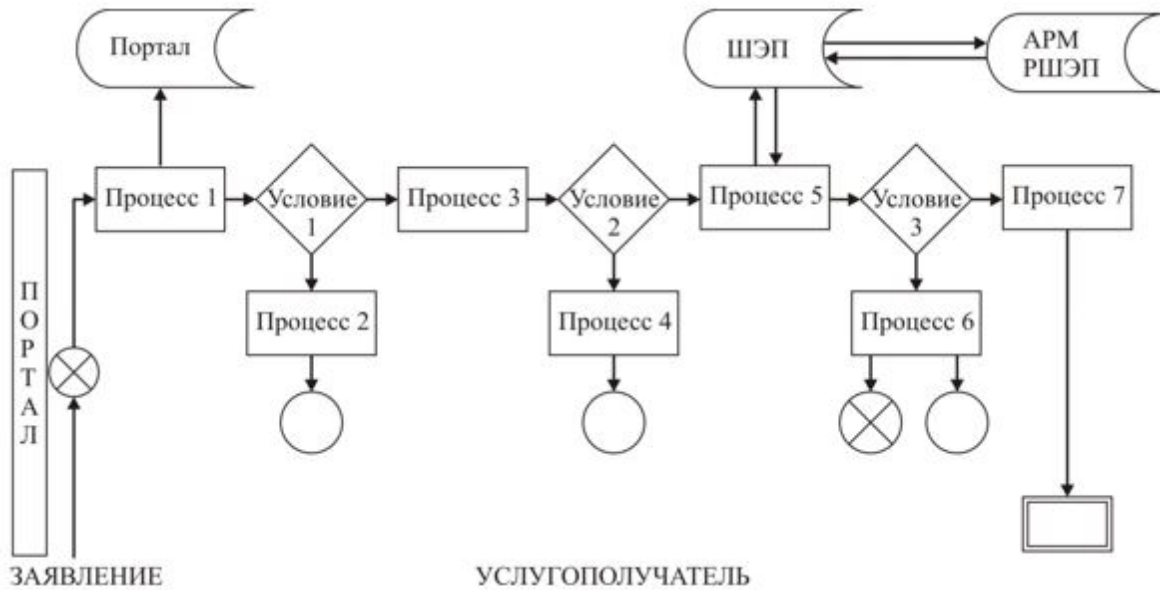 Портал
ШЭП
АРМ
РШЭП
Процесс 1
Условие
1
Процесс 3
Условие
2
Процесс 5
Условие
3
Процесс 7
ПОРТАЛ
Процесс 2
Процесс 4
Процесс 6
ЗАЯВЛЕНИЕ
УСЛУГОПОЛУЧАТЕЛЬ